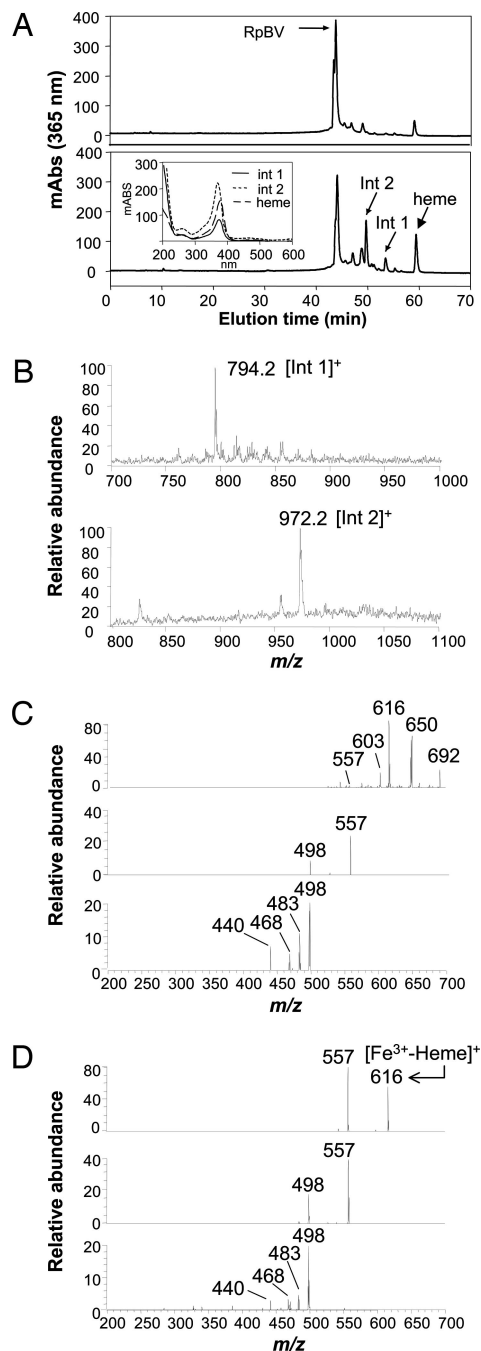 A
mAbs (365 nm)
400
300
200
100
0
RpBV
400
300
200
100
0
mABS
300
200
100
200 300 400 500 600
nm
int 1
int 2
heme
Int 2
Int 1
heme
0 10 20 30 40 50 60 70
Elution time (min)
B
Relative abundance
100
80
60
40
20
0
794.2 [Int 1]+
700 750 800 850 900 950 1000
100
80
60
40
20
0
972.2 [Int 2]+
800 850 900 950 1000 1050 1100
m/z
C
Relative abundance
80
40
0
557
603
616
650
692
40
20
0
498
557
20
10
0
440
468
483
498
200 250 300 350 400 450 500 550 600 650 700
m/z
D
Relative abundance
80
40
0
557
[Fe3+-Heme]+
616
40
20
0
498
557
20
10
0
440
468
483
498
200 250 300 350 400 450 500 550 600 650 700
m/z